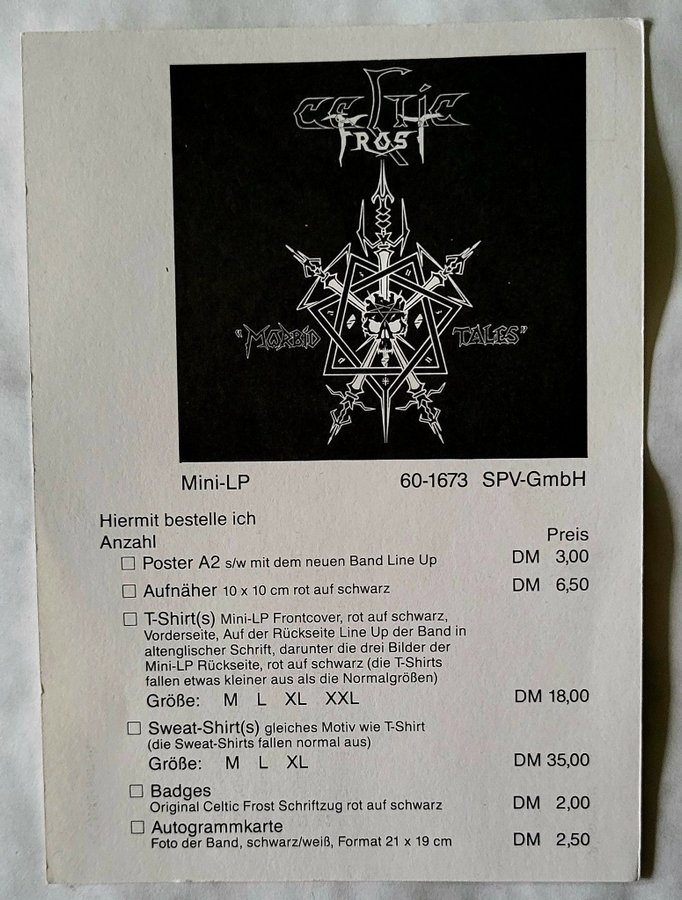 celtic
FROST
"MORBID TALES"
Mini-LP 60-1673 SPV-GmbH
Hiermit bestelle ich
Anzahl Preis
☐ Poster A2 s/w mit dem neuen Band Line Up DM 3,00
☐ Aufnäher 10 x 10 cm rot auf schwarz DM 6,50
☐ T-Shirt(s) Mini-LP Frontcover, rot auf schwarz,
Vorderseite, Auf der Rückseite Line Up der Band in
altenglischer Schrift, darunter die drei Bilder der
Mini-LP Rückseite, rot auf schwarz (die T-Shirts
fallen etwas kleiner aus als die Normalgrößen)
Größe: M L XL XXL DM 18,00
☐ Sweat-Shirt(s) gleiches Motiv wie T-Shirt
(die Sweat-Shirts fallen normal aus)
Größe: M L XL DM 35,00
☐ Badges
Original Celtic Frost Schriftzug rot auf schwarz DM 2,00
☐ Autogrammkarte
Foto der Band, schwarz/weiß, Format 21 x 19 cm DM 2,50